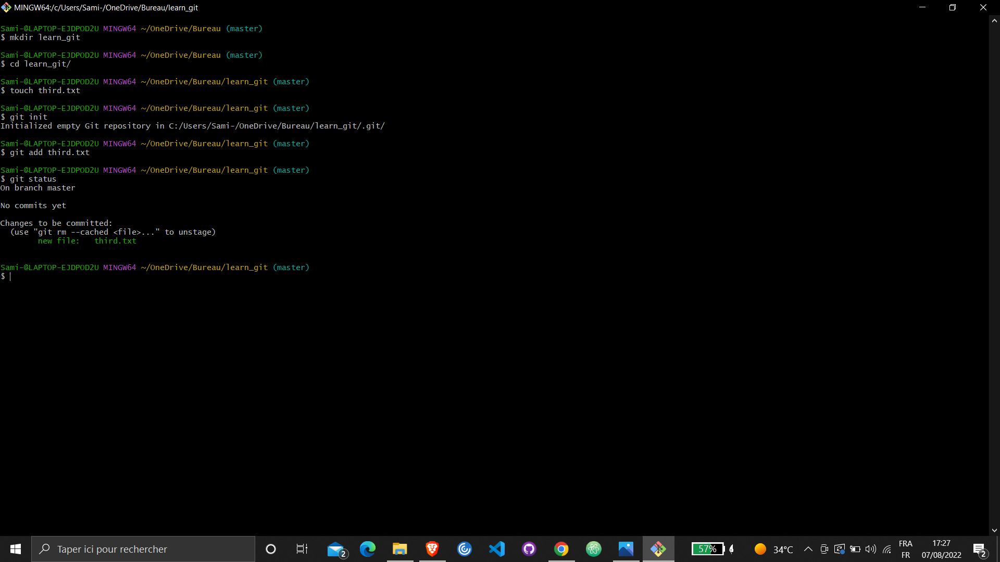 MINGW64:/c/Users/Sami-/OneDrive/Bureau/learn_git
Sami-@LAPTOP-EJDPOD2U MINGW64 ~/OneDrive/Bureau (master)
$ mkdir learn_git
Sami-@LAPTOP-EJDPOD2U MINGW64 ~/OneDrive/Bureau (master)
$ cd learn_git/
Sami-@LAPTOP-EJDPOD2U MINGW64 ~/OneDrive/Bureau/learn_git (master)
$ touch third.txt
Sami-@LAPTOP-EJDPOD2U MINGW64 ~/OneDrive/Bureau/learn_git (master)
$ git init
Initialized empty Git repository in C:/Users/Sami-/OneDrive/Bureau/learn_git/.git/
Sami-@LAPTOP-EJDPOD2U MINGW64 ~/OneDrive/Bureau/learn_git (master)
$ git add third.txt
Sami-@LAPTOP-EJDPOD2U MINGW64 ~/OneDrive/Bureau/learn_git (master)
$ git status
On branch master
No commits yet
Changes to be committed:
  (use "git rm --cached <file>..." to unstage)
        new file:   third.txt
Sami-@LAPTOP-EJDPOD2U MINGW64 ~/OneDrive/Bureau/learn_git (master)
$
Taper ici pour rechercher
2
57%
34°C
FRA
FR
17:27
07/08/2022
2